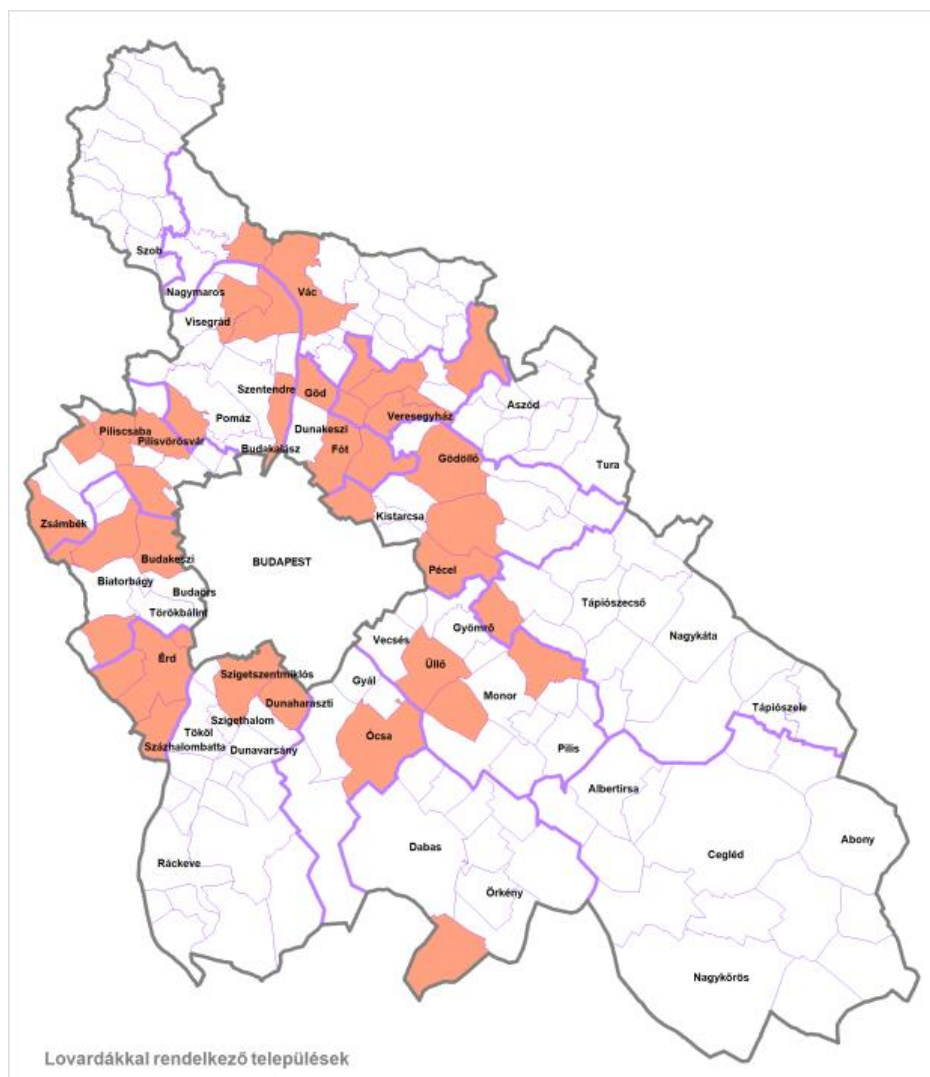 Szob
Nagymaros
Vác
Visegrád
Szentendre
Göd
Veresegyház
Aszód
Pomáz
Dunakeszi
Piliscsaba
Pilisvörösvár
Budakalász
Fót
Gödöllő
Tura
Kistarcsa
Zsámbék
Budakeszi
BUDAPEST
Pécel
Biatorbágy
Budaörs
Törökbálint
Tápiószecső
Vecsés
Gyömrő
Nagykáta
Érd
Szigetszentmiklós
Üllő
Gyál
Monor
Dunaharaszti
Tápiószele
Szigethalom
Tököl
Ócsa
Százhalombatta
Dunavarsány
Pilis
Albertirsa
Abony
Dabas
Cegléd
Ráckeve
Örkény
Nagykőrös
Lovardákkal rendelkező települések